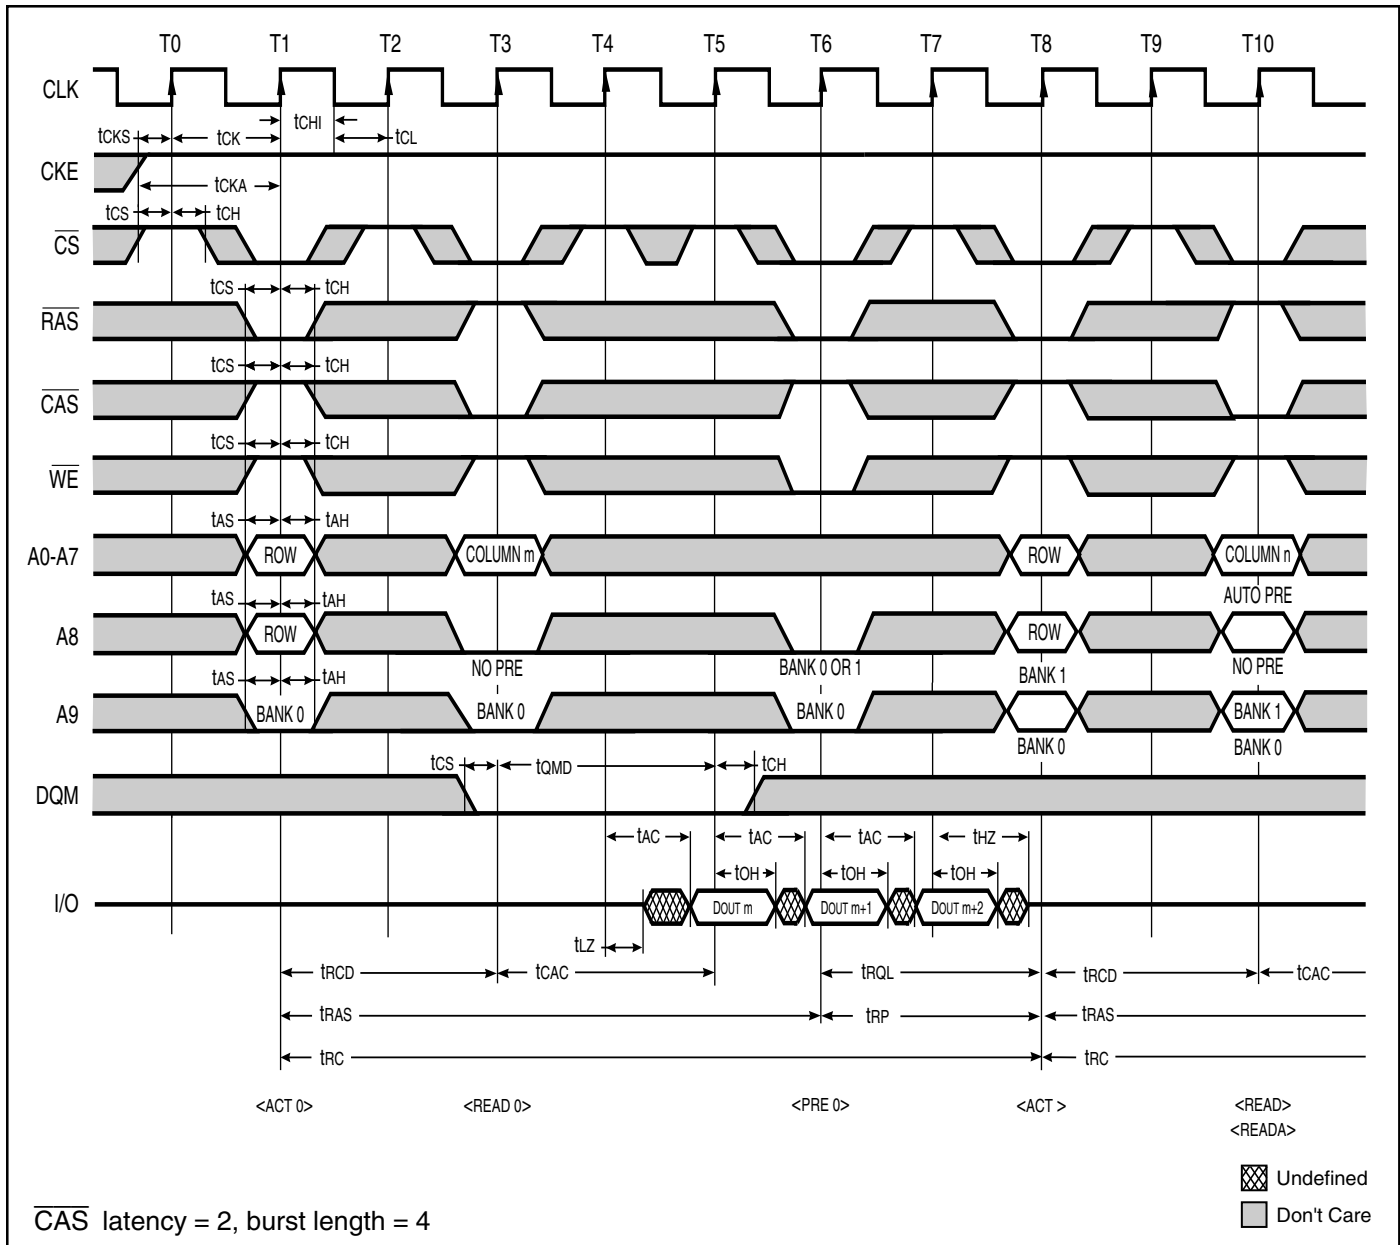 T0 T1 T2 T3 T4 T5 T6 T7 T8 T9 T10
CLK
tCHI
tCKS tCK tCL
CKE
tCKA
tCS tCH
CS
tCS tCH
RAS
tCS tCH
CAS
tCS tCH
WE
tAS tAH
A0-A7 ROW COLUMN m ROW COLUMN n
tAS tAH AUTO PRE
A8 ROW ROW
NO PRE BANK 0 OR 1 BANK 1 NO PRE
tAS tAH
A9 BANK 0 BANK 0 BANK 0 BANK 1
BANK 0 BANK 0
tCS tQMD tCH
DQM
tAC tAC tAC tHZ
tOH tOH tOH
I/O DOUT m DOUT m+1 DOUT m+2
tLZ
tRCD tCAC tRQL tRCD tCAC
tRAS tRP tRAS
tRC tRC
<ACT 0> <READ 0> <PRE 0> <ACT > <READ>
<READA>
Undefined
Don't Care
CAS latency = 2, burst length = 4